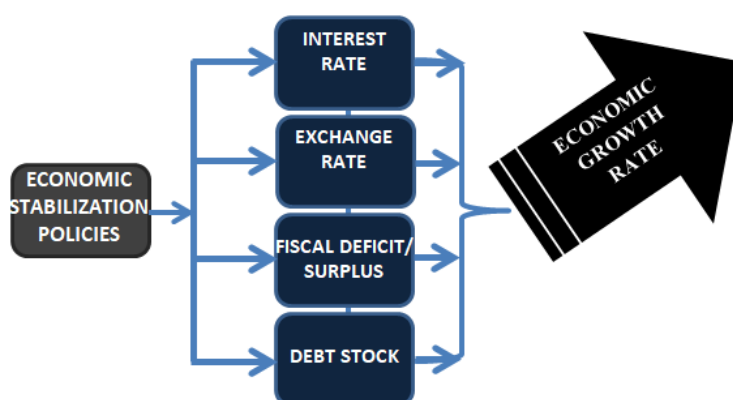 ECONOMIC
STABILIZATION
POLICIES
INTEREST
RATE
EXCHANGE
RATE
FISCAL DEFICIT/
SURPLUS
DEBT STOCK
ECONOMIC
GROWTH
RATE